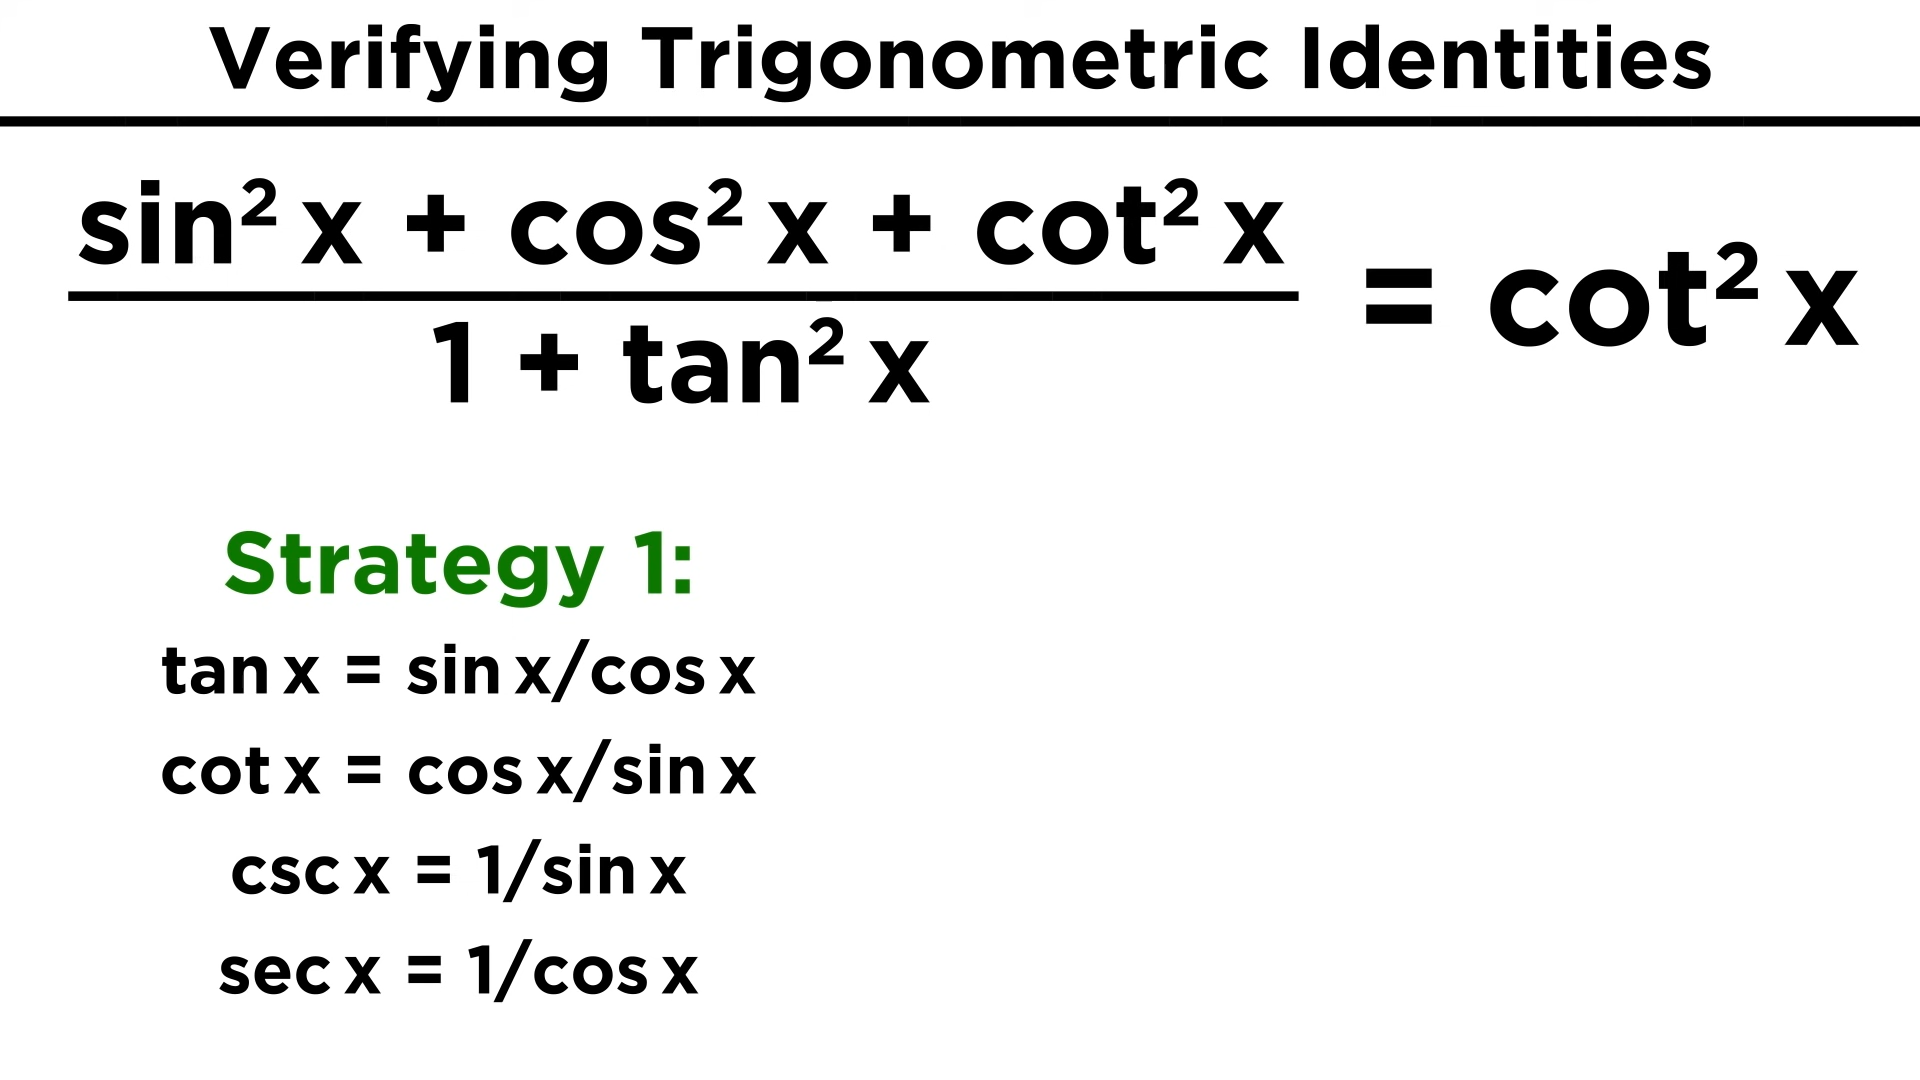 Verifying Trigonometric Identities
sin² x + cos² x + cot² x
= cot² x
1 + tan² x
Strategy 1:
tan x = sin x/cos x
cot x = cos x/sin x
csc x = 1/sin x
sec x = 1/cos x